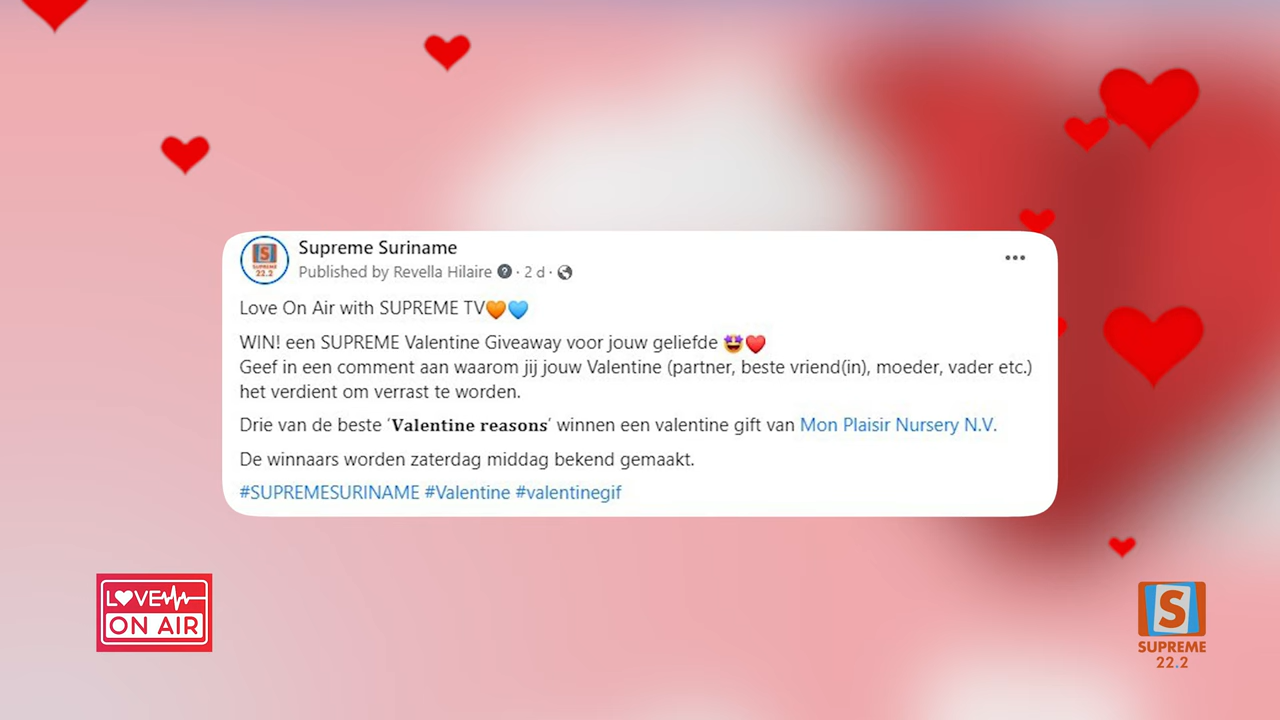 Supreme Suriname
Published by Revella Hilaire · 2 d ·
Love On Air with SUPREME TV🧡💙
WIN! een SUPREME Valentine Giveaway voor jouw geliefde 🤩❤️
Geef in een comment aan waarom jij jouw Valentine (partner, beste vriend(in), moeder, vader etc.)
het verdient om verrast te worden.
Drie van de beste ‘Valentine reasons’ winnen een valentine gift van Mon Plaisir Nursery N.V.
De winnaars worden zaterdag middag bekend gemaakt.
#SUPREMESURINAME #Valentine #valentinegif
LOVE
ON AIR
S
SUPREME
22.2